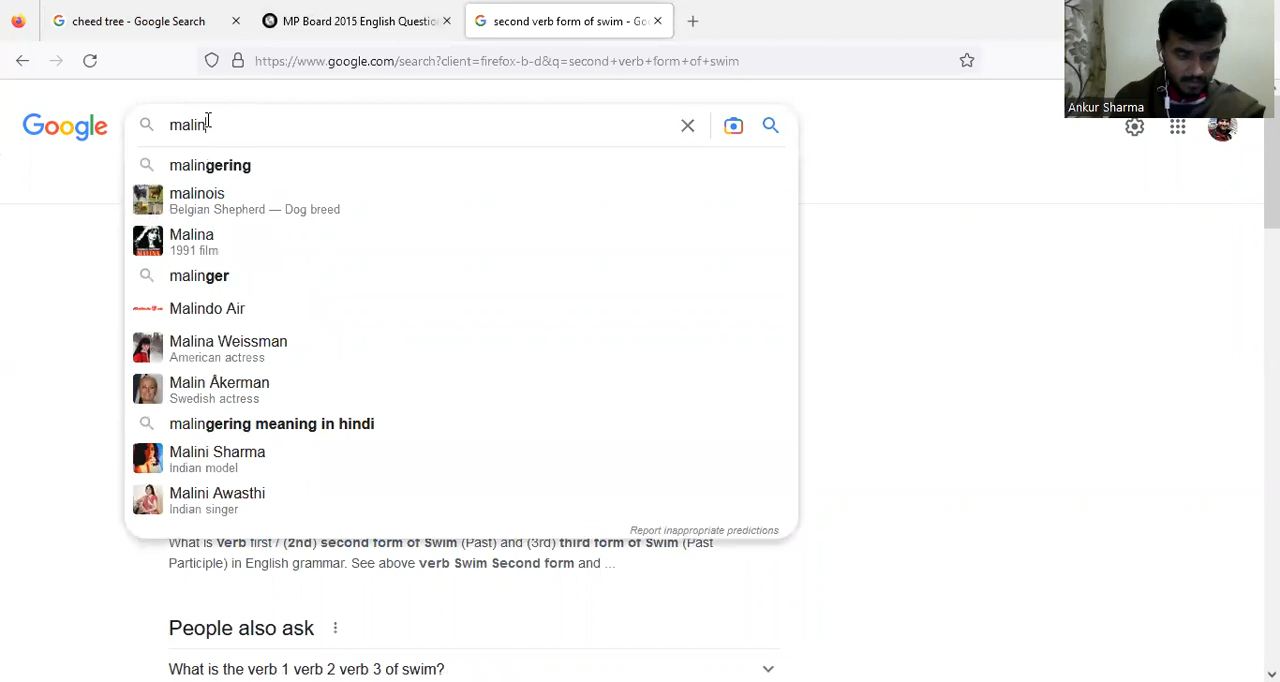 cheed tree - Google Search
MP Board 2015 English Questio
second verb form of swim - Go
https://www.google.com/search?client=firefox-b-d&q=second+verb+form+of+swim
Ankur Sharma
Google
malin
malingering
malinois
Belgian Shepherd — Dog breed
Malina
1991 film
malinger
Malindo Air
Malina Weissman
American actress
Malin Åkerman
Swedish actress
malingering meaning in hindi
Malini Sharma
Indian model
Malini Awasthi
Indian singer
Report inappropriate predictions
What is Verb first / (2nd) second form of Swim (Past) and (3rd) third form of Swim (Past
Participle) in English grammar. See above verb Swim Second form and ...
People also ask
What is the verb 1 verb 2 verb 3 of swim?